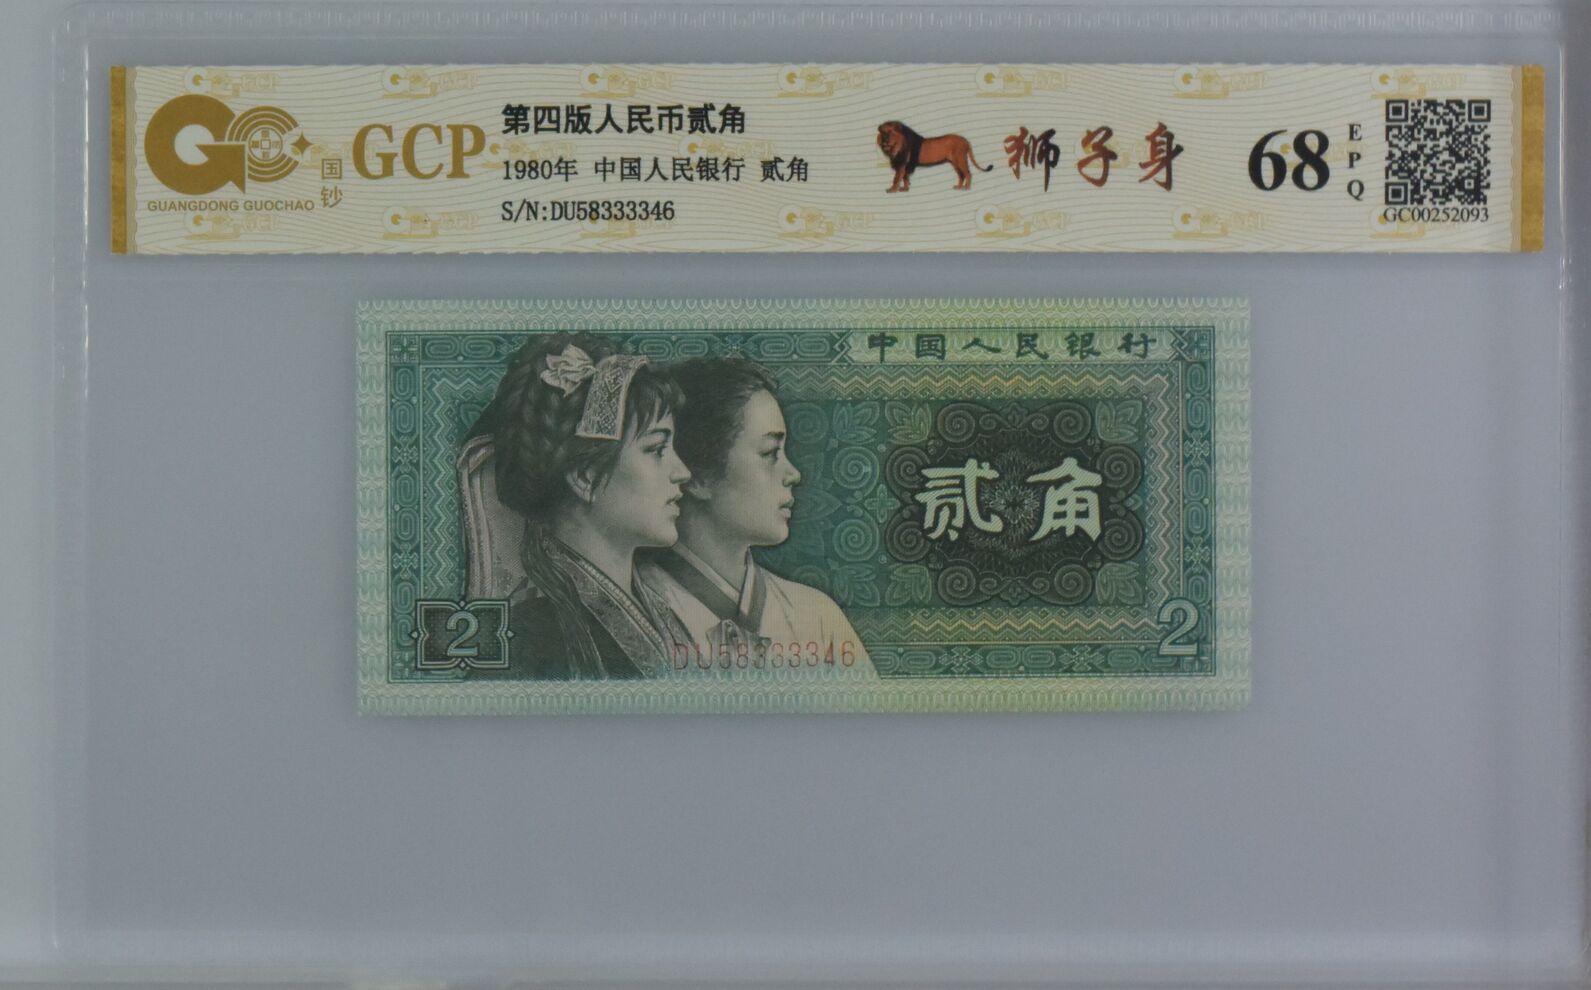 GUANGDONG GUOCHAO
国钞
GCP
第四版人民币贰角
1980年 中国人民银行 贰角
S/N:DU58333346
狮子身
68
EPQ
GC00252093
中国人民银行
贰角
2
2
DU58333346